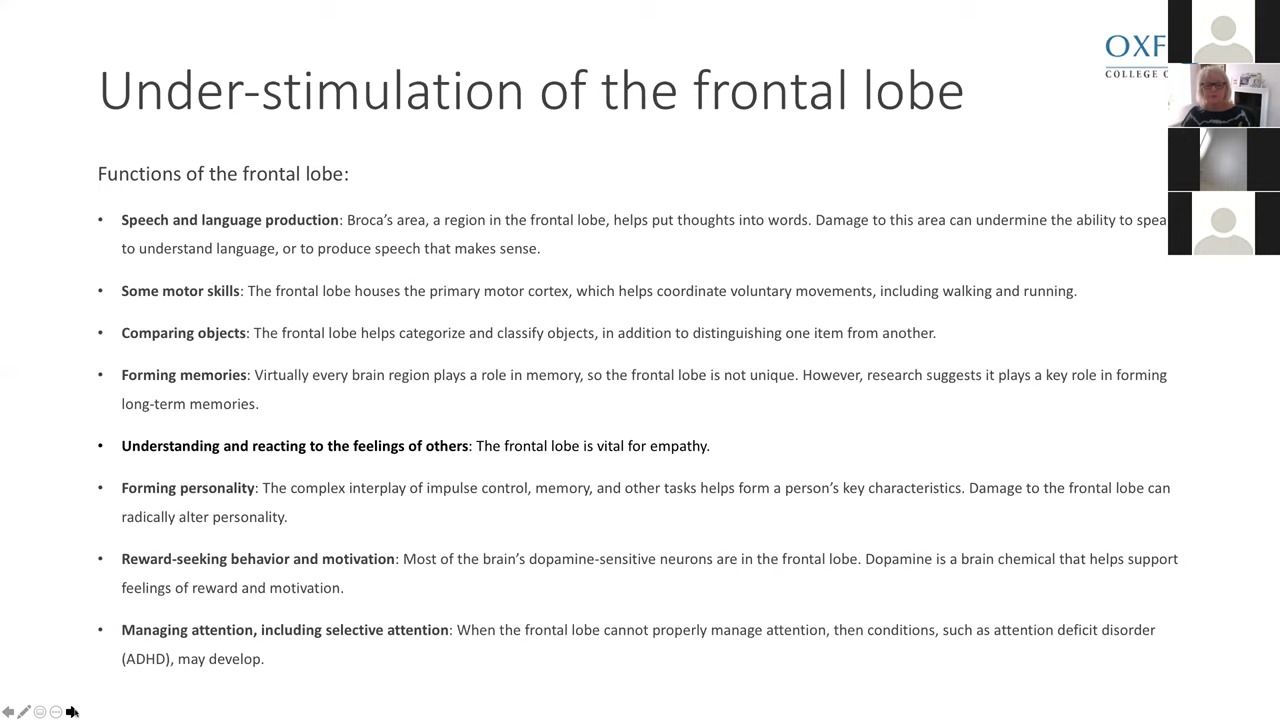 OXF
COLLEGE
Under-stimulation of the frontal lobe
Functions of the frontal lobe:
• Speech and language production: Broca’s area, a region in the frontal lobe, helps put thoughts into words. Damage to this area can undermine the ability to spea
to understand language, or to produce speech that makes sense.
• Some motor skills: The frontal lobe houses the primary motor cortex, which helps coordinate voluntary movements, including walking and running.
• Comparing objects: The frontal lobe helps categorize and classify objects, in addition to distinguishing one item from another.
• Forming memories: Virtually every brain region plays a role in memory, so the frontal lobe is not unique. However, research suggests it plays a key role in forming
long-term memories.
• Understanding and reacting to the feelings of others: The frontal lobe is vital for empathy.
• Forming personality: The complex interplay of impulse control, memory, and other tasks helps form a person’s key characteristics. Damage to the frontal lobe can
radically alter personality.
• Reward-seeking behavior and motivation: Most of the brain’s dopamine-sensitive neurons are in the frontal lobe. Dopamine is a brain chemical that helps support
feelings of reward and motivation.
• Managing attention, including selective attention: When the frontal lobe cannot properly manage attention, then conditions, such as attention deficit disorder
(ADHD), may develop.